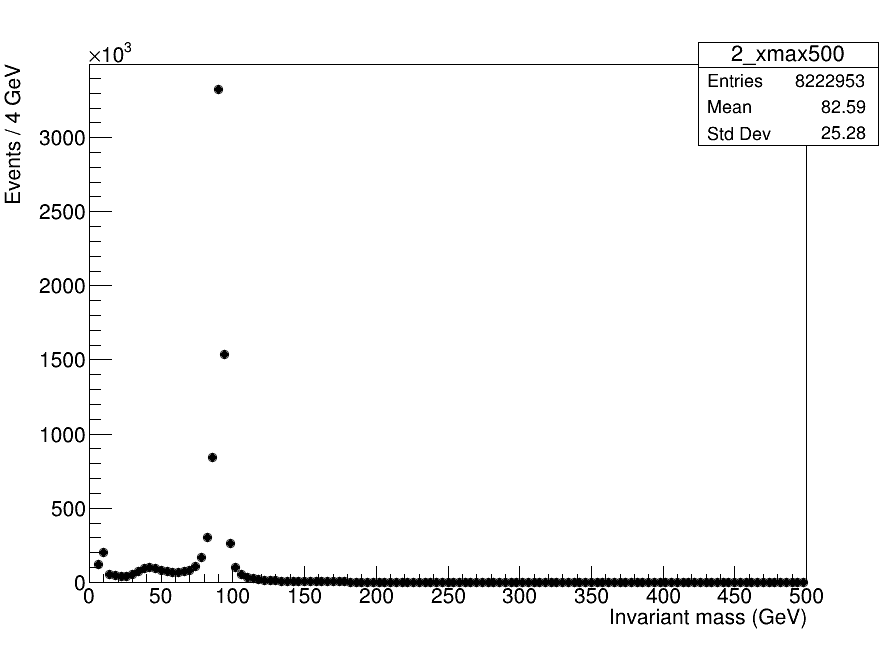 ×10³
2_xmax500
Entries 8222953
Mean 82.59
Std Dev 25.28
Events / 4 GeV
3000
2500
2000
1500
1000
500
0
0 50 100 150 200 250 300 350 400 450 500
Invariant mass (GeV)